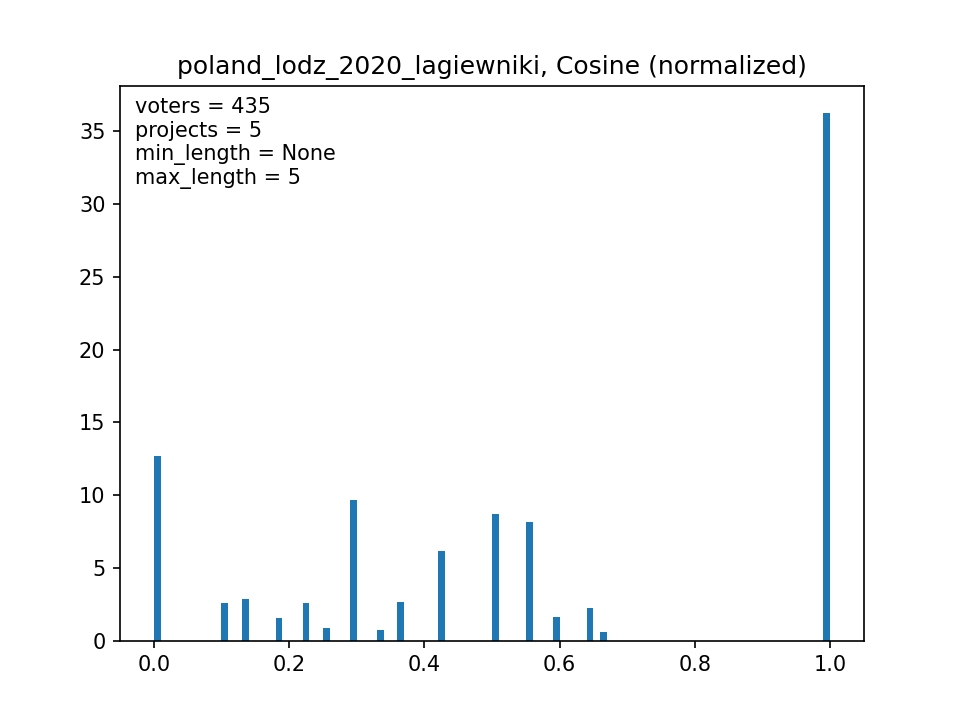 poland_lodz_2020_lagiewniki, Cosine (normalized)
voters = 435
projects = 5
min_length = None
max_length = 5
35
30
25
20
15
10
5
0
0.0 0.2 0.4 0.6 0.8 1.0